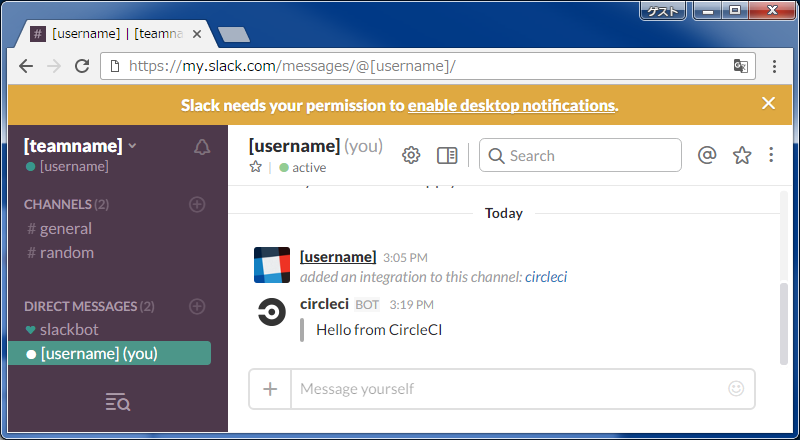 ゲスト
# [username] | [teamna
https://my.slack.com/messages/@[username]/
Slack needs your permission to enable desktop notifications.
[teamname]
[username]
CHANNELS (2)
# general
# random
DIRECT MESSAGES (2)
slackbot
[username] (you)
[username] (you)
active
Search
Today
[username] 3:05 PM
added an integration to this channel: circleci
circleci BOT 3:19 PM
Hello from CircleCI
Message yourself